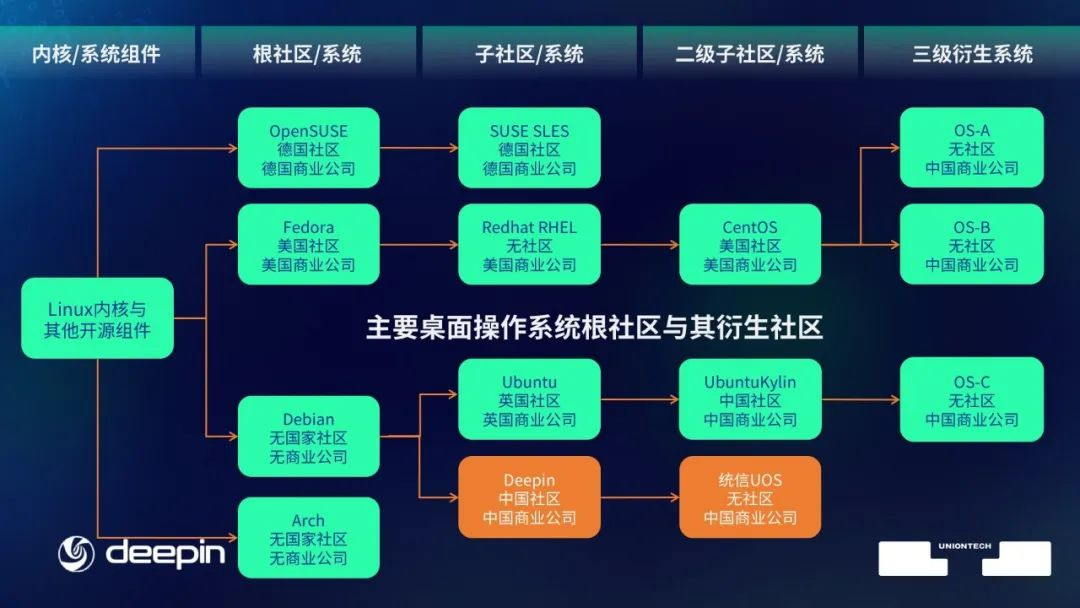 内核/系统组件
根社区/系统
子社区/系统
二级子社区/系统
三级衍生系统
OpenSUSE
德国社区
德国商业公司
SUSE SLES
德国社区
德国商业公司
OS-A
无社区
中国商业公司
Fedora
美国社区
美国商业公司
Redhat RHEL
无社区
美国商业公司
CentOS
美国社区
美国商业公司
OS-B
无社区
中国商业公司
Linux内核与
其他开源组件
主要桌面操作系统根社区与其衍生社区
Debian
无国家社区
无商业公司
Ubuntu
英国社区
英国商业公司
UbuntuKylin
中国社区
中国商业公司
OS-C
无社区
中国商业公司
Deepin
中国社区
中国商业公司
统信UOS
无社区
中国商业公司
Arch
无国家社区
无商业公司
deepin
UNIONTECH